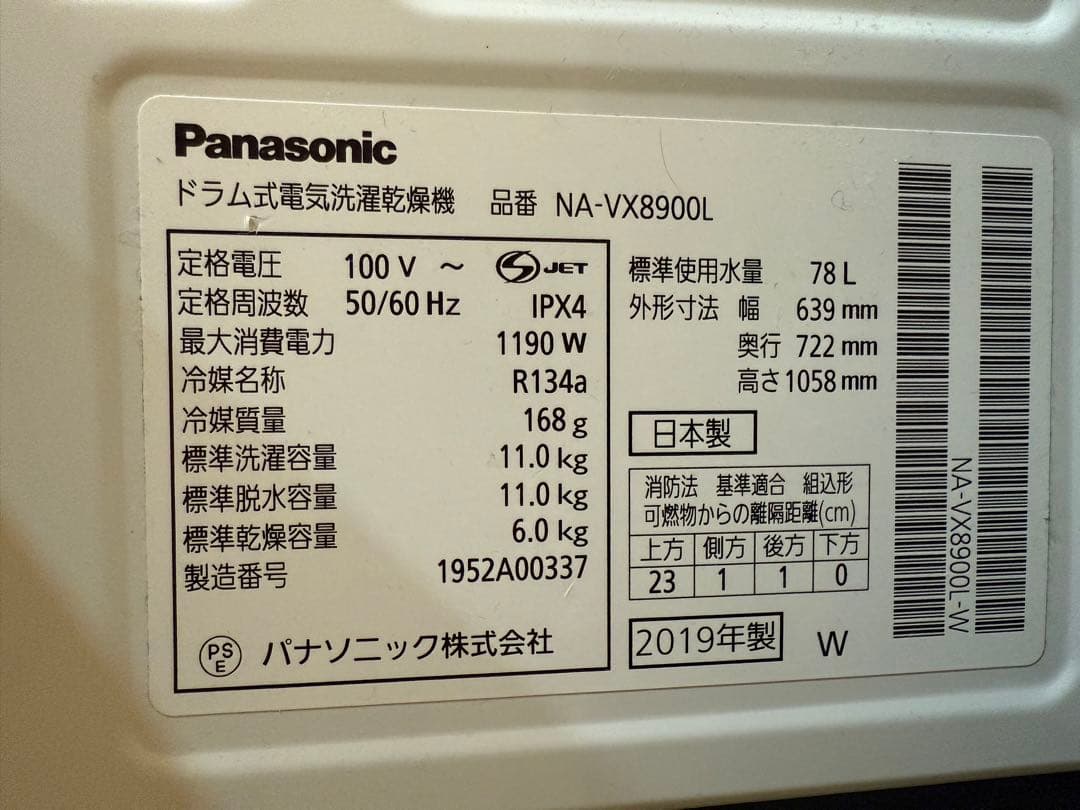 Panasonic
ドラム式電気洗濯乾燥機 品番 NA-VX8900L
定格電圧 100 V ~ S JET
定格周波数 50/60 Hz IPX4
最大消費電力 1190 W
冷媒名称 R134a
冷媒質量 168 g
標準洗濯容量 11.0 kg
標準脱水容量 11.0 kg
標準乾燥容量 6.0 kg
製造番号 1952A00337
PS E パナソニック株式会社
標準使用水量 78 L
外形寸法 幅 639 mm
奥行 722 mm
高さ 1058 mm
日本製
消防法 基準適合 組込形
可燃物からの離隔距離(cm)
上方 側方 後方 下方
23 1 1 0
2019年製 W
NA-VX8900L-W